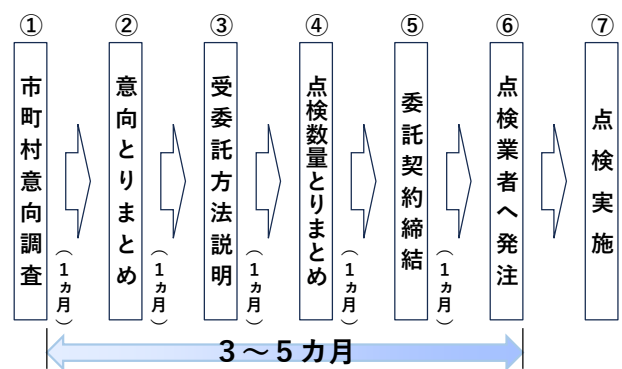 ①
市町村意向調査
(1ヵ月)
②
意向とりまとめ
(1ヵ月)
③
受委託方法説明
(1ヵ月)
④
点検数量とりまとめ
(1ヵ月)
⑤
委託契約締結
(1ヵ月)
⑥
点検業者へ発注
⑦
点検実施
3~5カ月